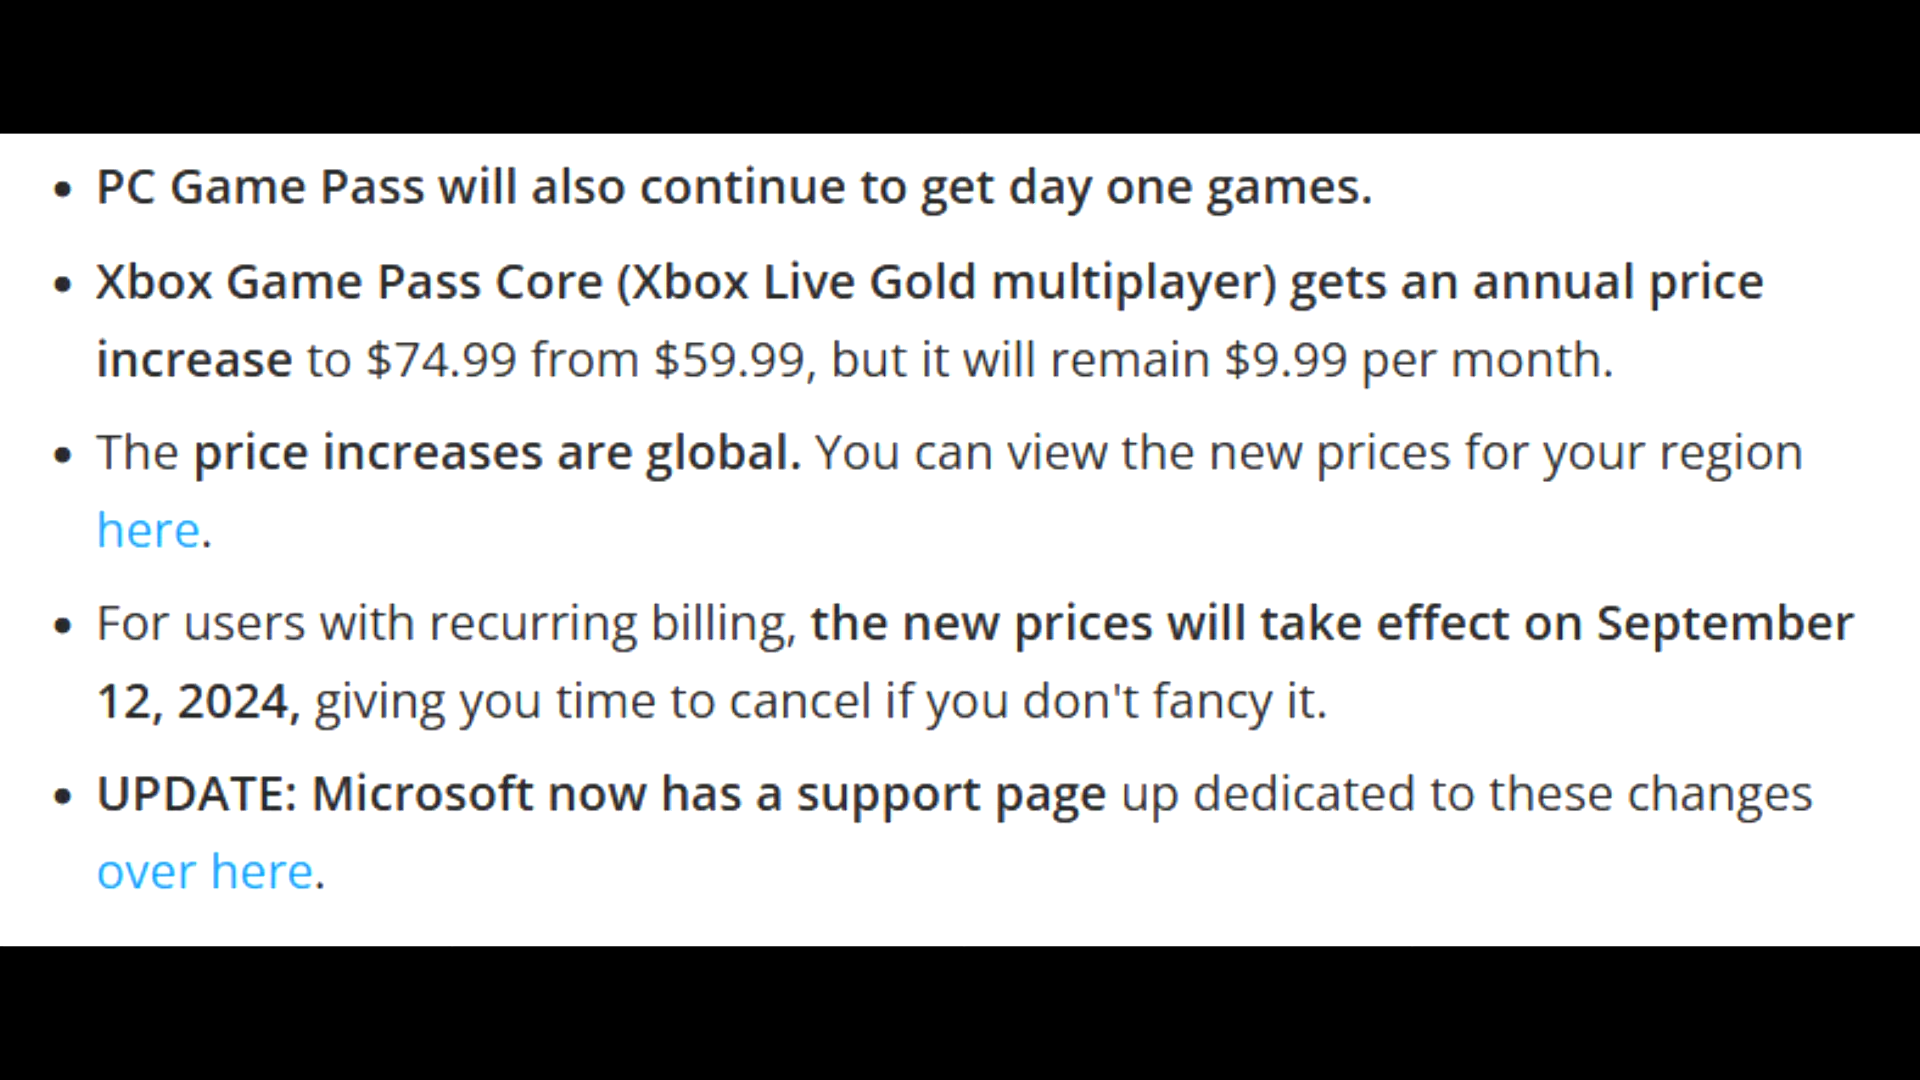 • PC Game Pass will also continue to get day one games.
• Xbox Game Pass Core (Xbox Live Gold multiplayer) gets an annual price
increase to $74.99 from $59.99, but it will remain $9.99 per month.
• The price increases are global. You can view the new prices for your region
here.
• For users with recurring billing, the new prices will take effect on September
12, 2024, giving you time to cancel if you don't fancy it.
• UPDATE: Microsoft now has a support page up dedicated to these changes
over here.